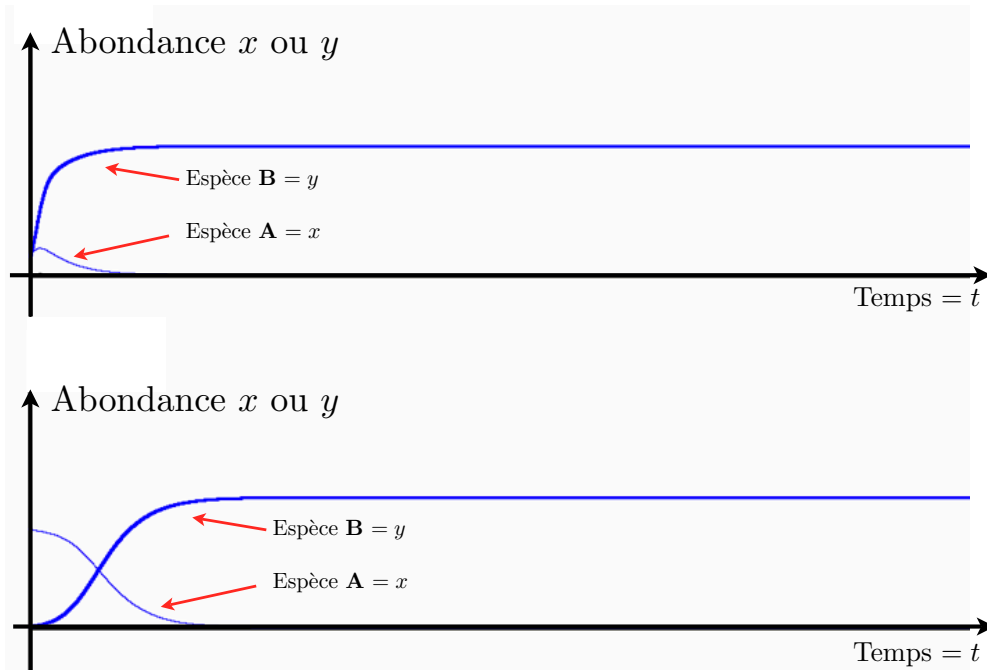 Abondance x ou y
Espèce B = y
Espèce A = x
Temps = t
Abondance x ou y
Espèce B = y
Espèce A = x
Temps = t